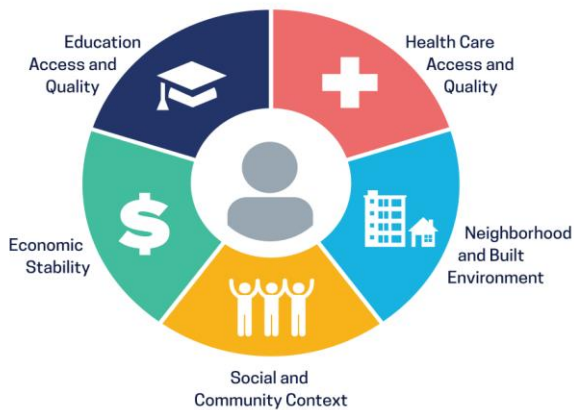 Education
Access and
Quality
Health Care
Access and
Quality
Economic
Stability
$
Neighborhood
and Built
Environment
Social and
Community Context